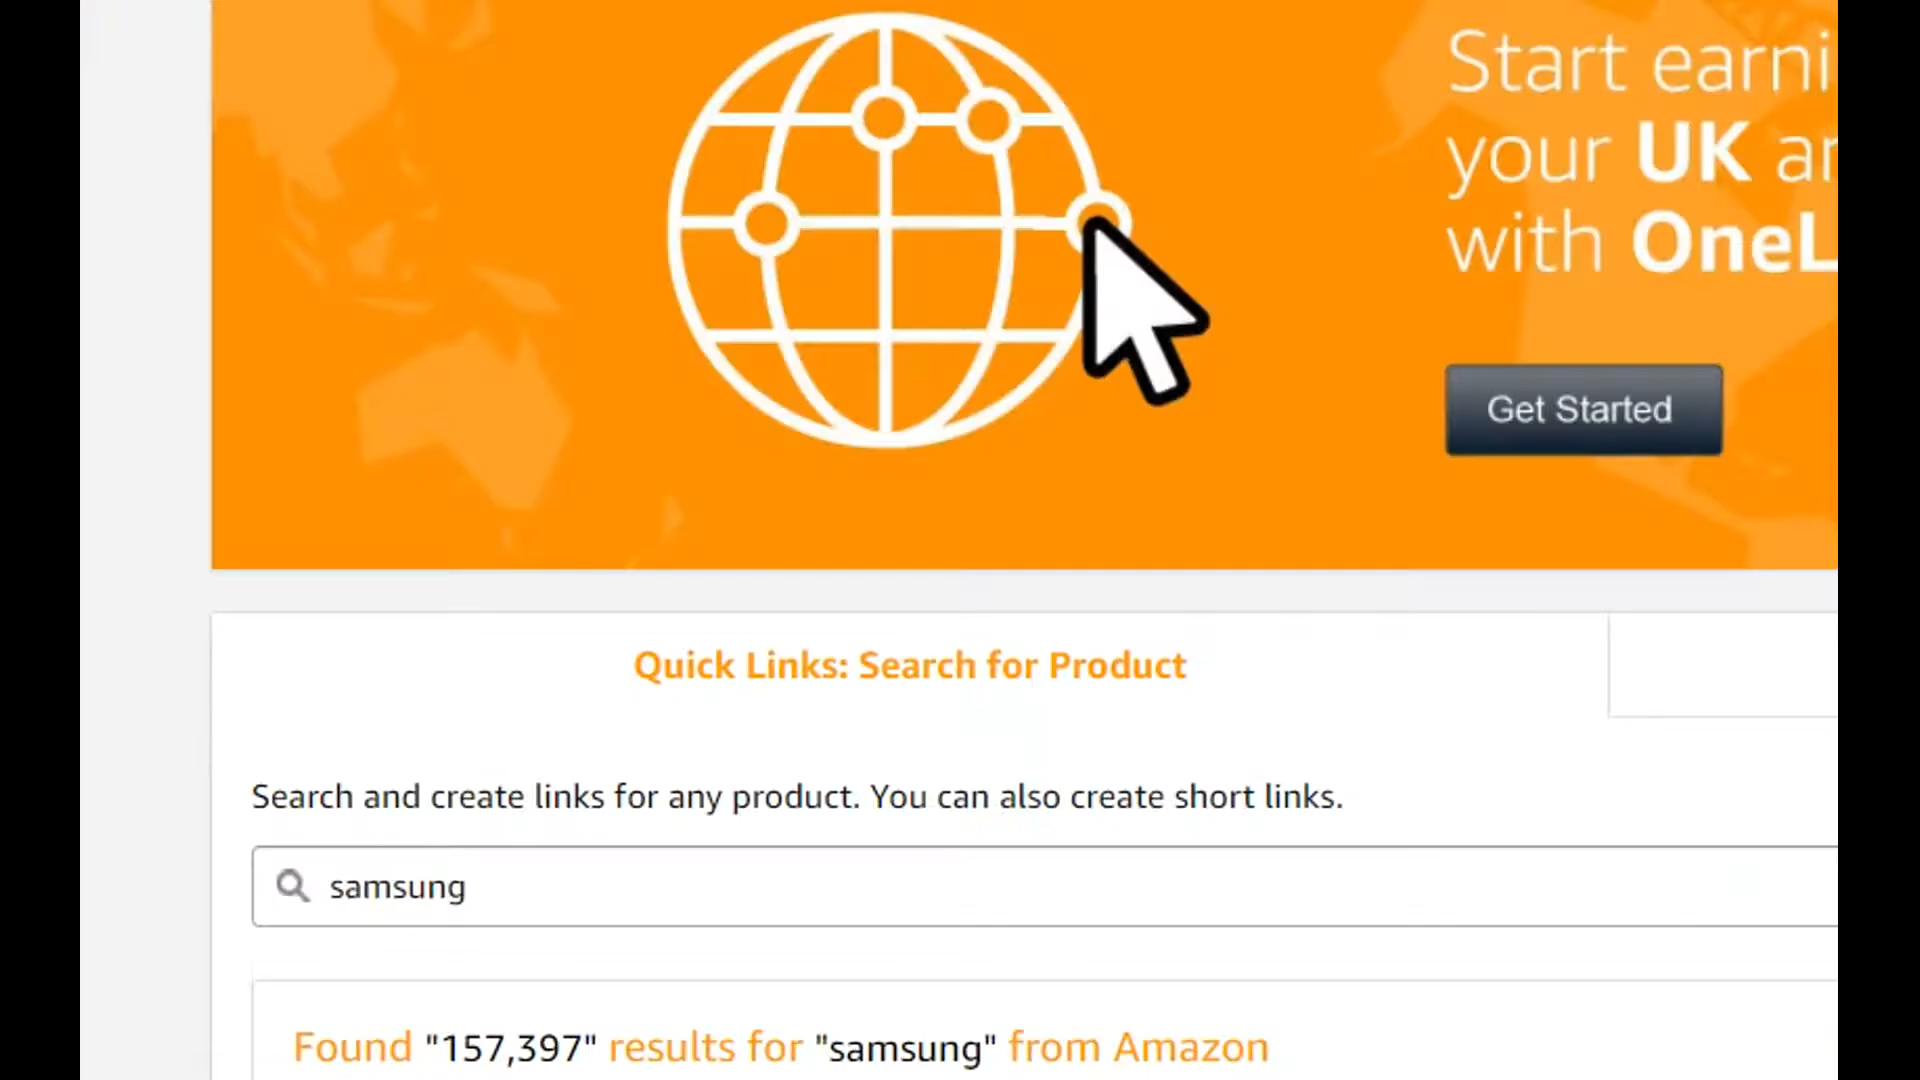 Start earni
your UK ar
with OneL
Get Started
Quick Links: Search for Product
Search and create links for any product. You can also create short links.
samsung
Found "157,397" results for "samsung" from Amazon